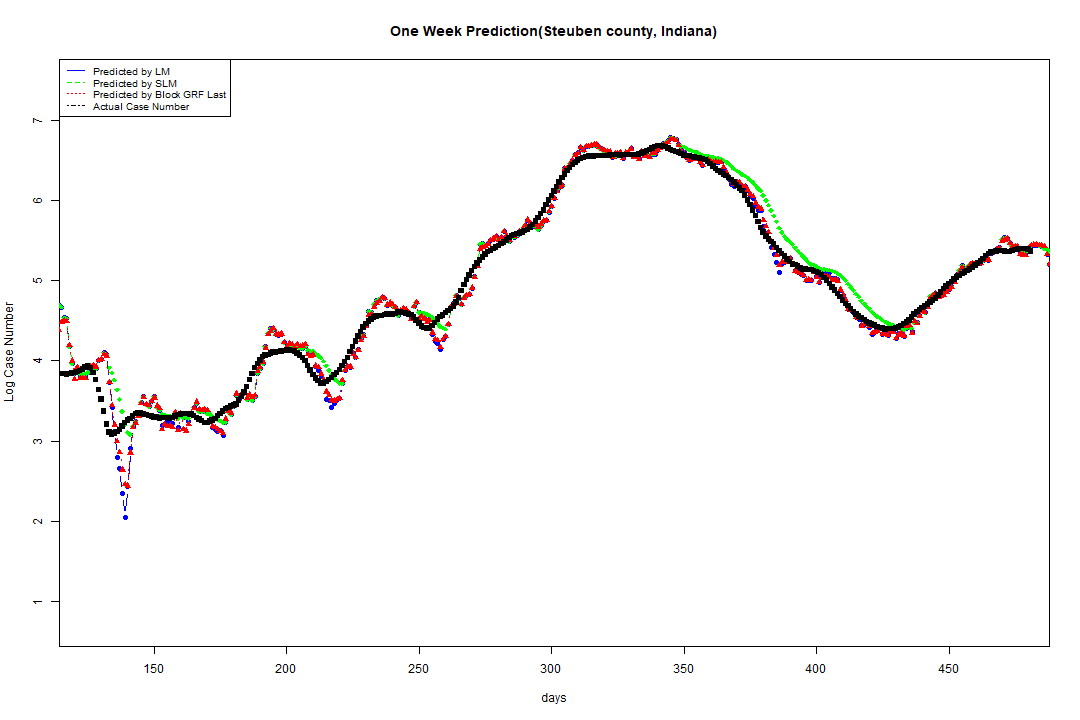 One Week Prediction(Steuben county, Indiana)
Predicted by LM
Predicted by SLM
Predicted by Block GRF Last
Actual Case Number
7
6
5
4
3
2
1
Log Case Number
150 200 250 300 350 400 450
days